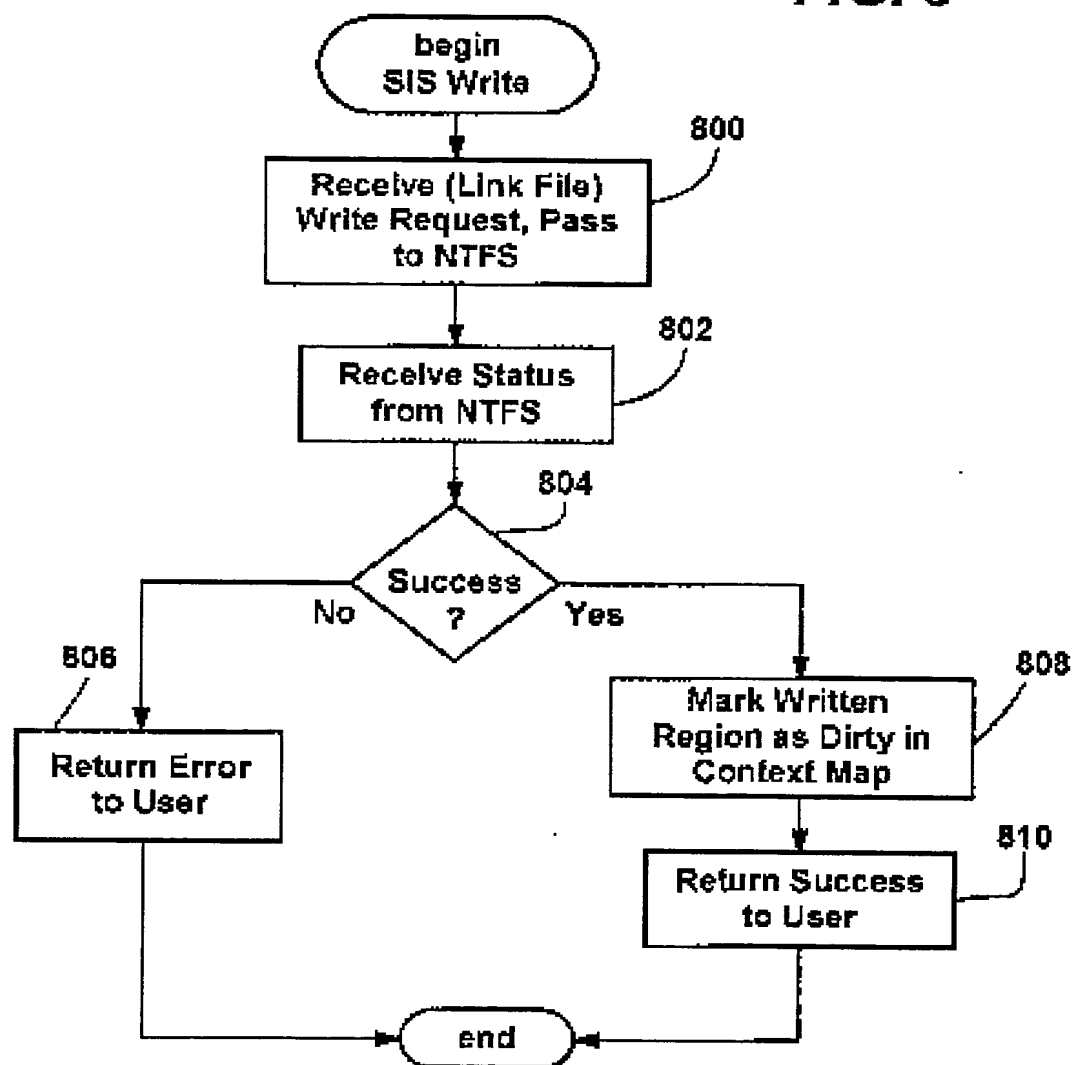 begin
SIS Write
800
Receive (Link File)
Write Request, Pass
to NTFS
802
Receive Status
from NTFS
804
Success
?
No
Yes
806
808
Return Error
to User
Mark Written
Region as Dirty in
Context Map
810
Return Success
to User
end